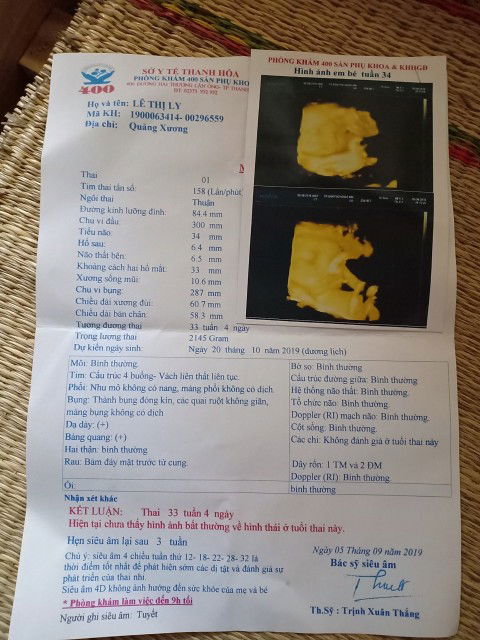 400
SỞ Y TẾ THANH HÓA
PHÒNG KHÁM 400 SẢN PHỤ KHOA
Họ và tên: LÊ THỊ LY
Mã KH: 1900063414- 00296559
Địa chỉ: Quảng Xương
PHÒNG KHÁM 400 SẢN PHỤ KHOA & KHHGĐ
Hình ảnh em bé tuần 34
Thai 01
Tim thai tần số: 158 (Lần/phút)
Ngôi thai Thuận
Đường kính lưỡng đỉnh: 84.4 mm
Chu vi đầu: 300 mm
Tiểu não: 34 mm
Hố sau: 6.4 mm
Não thất bên: 6.5 mm
Khoảng cách hai hố mắt: 33 mm
Xương sống mũi: 10.6 mm
Chu vi bụng: 287 mm
Chiều dài xương đùi: 60.7 mm
Chiều dài bàn chân: 58.3 mm
Tương đương thai 33 tuần 4 ngày
Trọng lượng thai 2145 Gram
Dự kiến ngày sinh: Ngày 20 tháng 10 năm 2019 (dương lịch)
Môi: Bình thường.
Tim: Cấu trúc 4 buồng- Vách liên thất liên tục.
Phổi: Nhu mô không có nang, màng phổi không có dịch
Bụng: Thành bụng đóng kín, các quai ruột không giãn,
màng bụng không có dịch
Dạ dày: (+)
Bàng quang: (+)
Hai thận: bình thường
Rau: Bám đáy mặt trước tử cung.
Ối:
Bờ sọ: Bình thường
Cấu trúc đường giữa: Bình thường
Hệ thống não thất: Bình thường.
Tổ chức não: Bình thường.
Doppler (RI) mạch não: Bình thường.
Cột sống: Bình thường.
Các chi: Không đánh giá ở tuổi thai này
Dây rốn: 1 TM và 2 ĐM
Doppler (RI): Bình thường
bình thường
Nhận xét khác
KẾT LUẬN: Thai 33 tuần 4 ngày
Hiện tại chưa thấy hình ảnh bất thường về hình thái ở tuổi thai này.
Hẹn siêu âm lại sau 3 tuần
Chú ý: siêu âm 4 chiều tuần thứ 12- 18- 22- 28- 32 là
thời điểm tốt nhất để phát hiện sớm các dị tật và đánh giá sự
phát triển của thai nhi.
Siêu âm 4D không ảnh hưởng đến sức khỏe của mẹ và bé
* Phòng khám làm việc đến 9h tối
Người ghi siêu âm: Tuyết
Ngày 05 Tháng 09 năm 2019
Bác sỹ siêu âm
Th.Sỹ : Trịnh Xuân Thắng